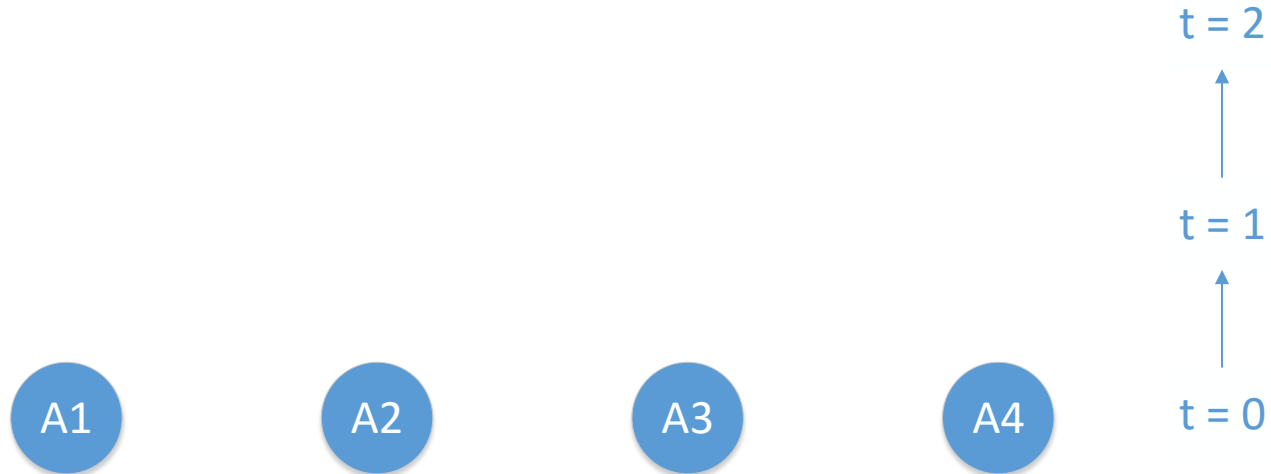 t = 2
t = 1
A1 A2 A3 A4 t = 0